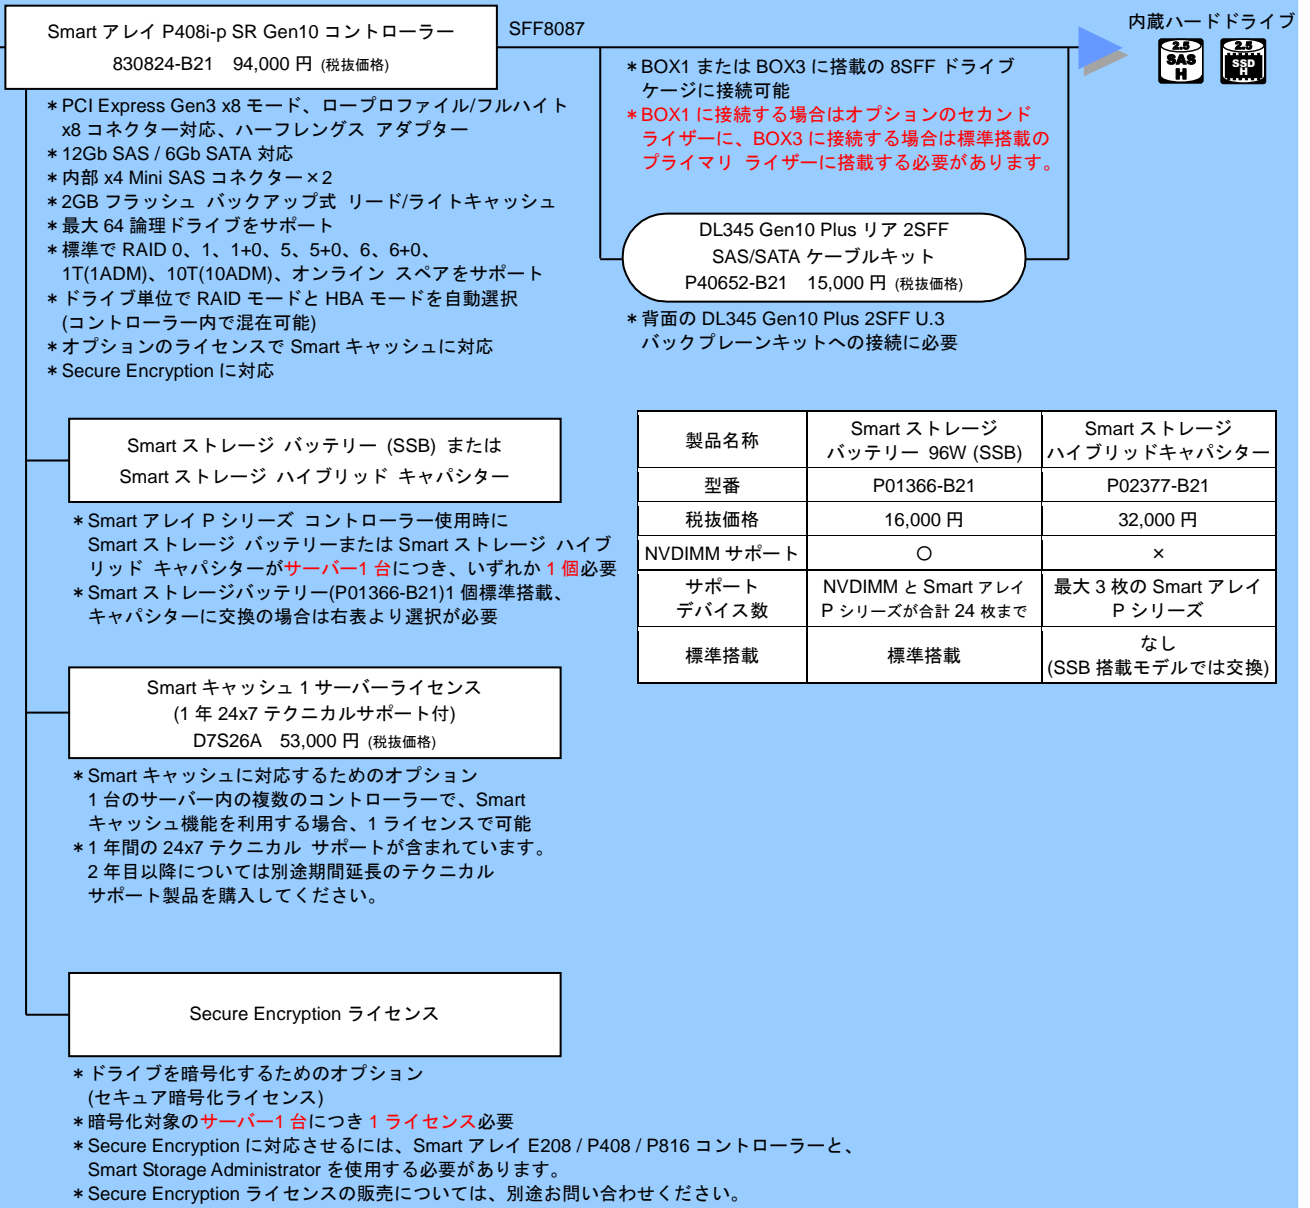 Smart アレイ P408i-p SR Gen10 コントローラー
830824-B21 94,000 円 (税抜価格)
SFF8087
内蔵ハードドライブ
2.5
SAS
H
2.5
SSD
H
*PCI Express Gen3 x8 モード、ロープロファイル/フルハイト
x8 コネクター対応、ハーフレングス アダプター
*12Gb SAS / 6Gb SATA 対応
*内部 x4 Mini SAS コネクター×2
*2GB フラッシュ バックアップ式 リード/ライトキャッシュ
*最大 64 論理ドライブをサポート
*標準で RAID 0、1、1+0、5、5+0、6、6+0、
1T(1ADM)、10T(10ADM)、オンライン スペアをサポート
*ドライブ単位で RAID モードと HBA モードを自動選択
(コントローラー内で混在可能)
*オプションのライセンスで Smart キャッシュに対応
*Secure Encryption に対応
*BOX1 または BOX3 に搭載の 8SFF ドライブ
ケージに接続可能
*BOX1 に接続する場合はオプションのセカンド
ライザーに、BOX3 に接続する場合は標準搭載の
プライマリ ライザーに搭載する必要があります。
DL345 Gen10 Plus リア 2SFF
SAS/SATA ケーブルキット
P40652-B21 15,000 円 (税抜価格)
*背面の DL345 Gen10 Plus 2SFF U.3
バックプレーンキットへの接続に必要
Smart ストレージ バッテリー (SSB) または
Smart ストレージ ハイブリッド キャパシター
*Smart アレイ P シリーズ コントローラー使用時に
Smart ストレージ バッテリーまたは Smart ストレージ ハイブ
リッド キャパシターがサーバー1 台につき、いずれか 1 個必要
*Smart ストレージバッテリー(P01366-B21)1 個標準搭載、
キャパシターに交換の場合は右表より選択が必要
製品名称 Smart ストレージ バッテリー 96W (SSB) Smart ストレージ ハイブリッドキャパシター
型番 P01366-B21 P02377-B21
税抜価格 16,000 円 32,000 円
NVDIMM サポート ○ ×
サポート デバイス数 NVDIMM と Smart アレイ P シリーズが合計 24 枚まで 最大 3 枚の Smart アレイ P シリーズ
標準搭載 標準搭載 なし (SSB 搭載モデルでは交換)
Smart キャッシュ 1 サーバーライセンス
(1 年 24x7 テクニカルサポート付)
D7S26A 53,000 円 (税抜価格)
*Smart キャッシュに対応するためのオプション
1 台のサーバー内の複数のコントローラーで、Smart
キャッシュ機能を利用する場合、1 ライセンスで可能
*1 年間の 24x7 テクニカル サポートが含まれています。
2 年目以降については別途期間延長のテクニカル
サポート製品を購入してください。
Secure Encryption ライセンス
*ドライブを暗号化するためのオプション
(セキュア暗号化ライセンス)
*暗号化対象のサーバー1 台につき 1 ライセンス必要
*Secure Encryption に対応させるには、Smart アレイ E208 / P408 / P816 コントローラーと、
Smart Storage Administrator を使用する必要があります。
*Secure Encryption ライセンスの販売については、別途お問い合わせください。